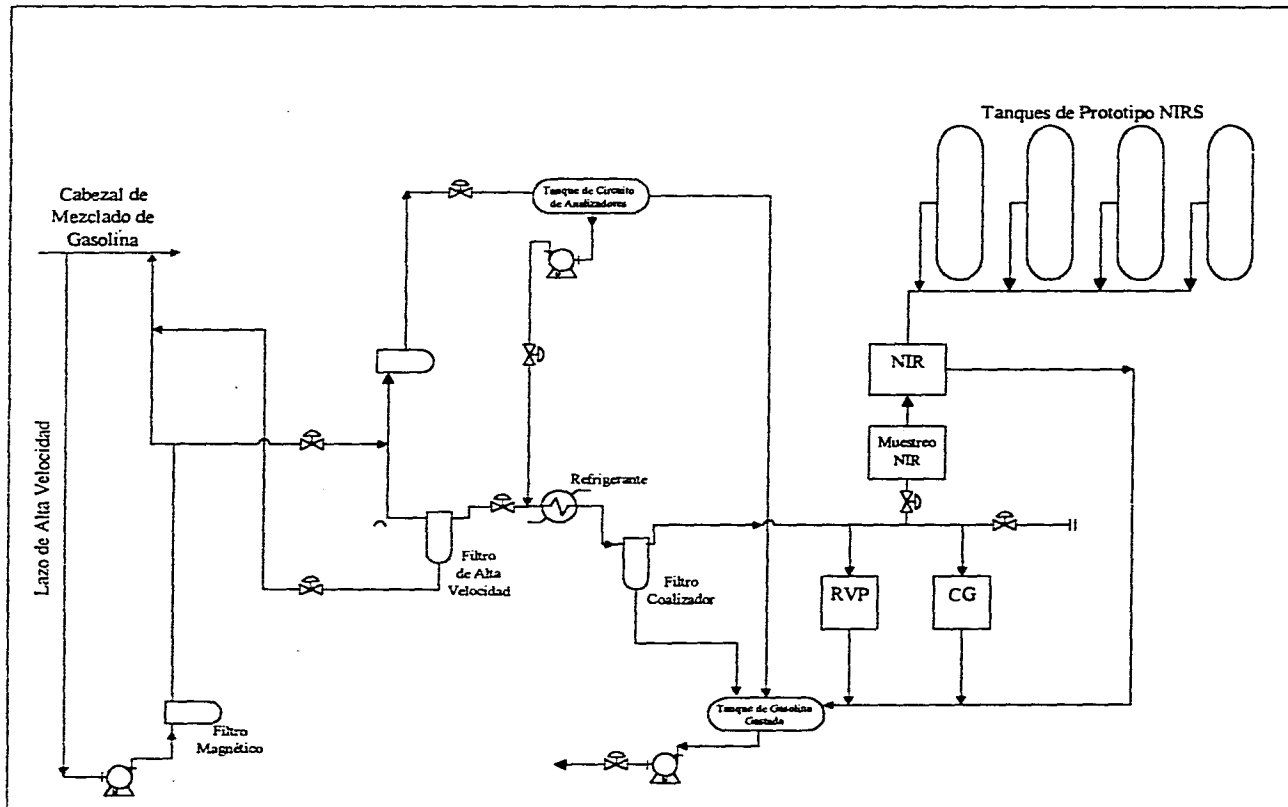 Tanques de Prototipo NIRS
Cabezal de
Mezclado de
Gasolina
Tanque de Circuito
de Analizadores
NIR
Muestreo
NIR
Refrigerante
Lazo de Alta Velocidad
Filtro
de Alta
Velocidad
Filtro
Coalizador
RVP
CG
Tanque de Gasolina
Gastada
Filtro
Magnético